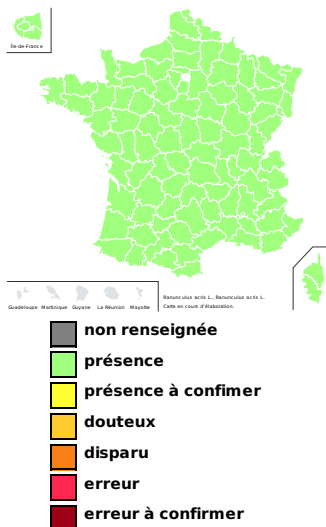 Île-de-France
Ranunculus acris L., Ranunculus acris L.
Guadeloupe Martinique Guyane La Réunion Mayotte
Carte en cours d'élaboration.
non renseignée
présence
présence à confimer
douteux
disparu
erreur
erreur à confirmer